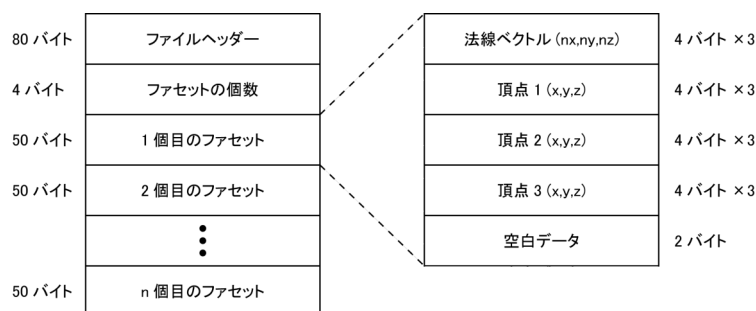 80 バイト
ファイルヘッダー
4 バイト
ファセットの個数
50 バイト
1 個目のファセット
50 バイト
2 個目のファセット
50 バイト
n 個目のファセット
法線ベクトル (nx,ny,nz)
4 バイト ×3
頂点 1 (x,y,z)
4 バイト ×3
頂点 2 (x,y,z)
4 バイト ×3
頂点 3 (x,y,z)
4 バイト ×3
空白データ
2 バイト